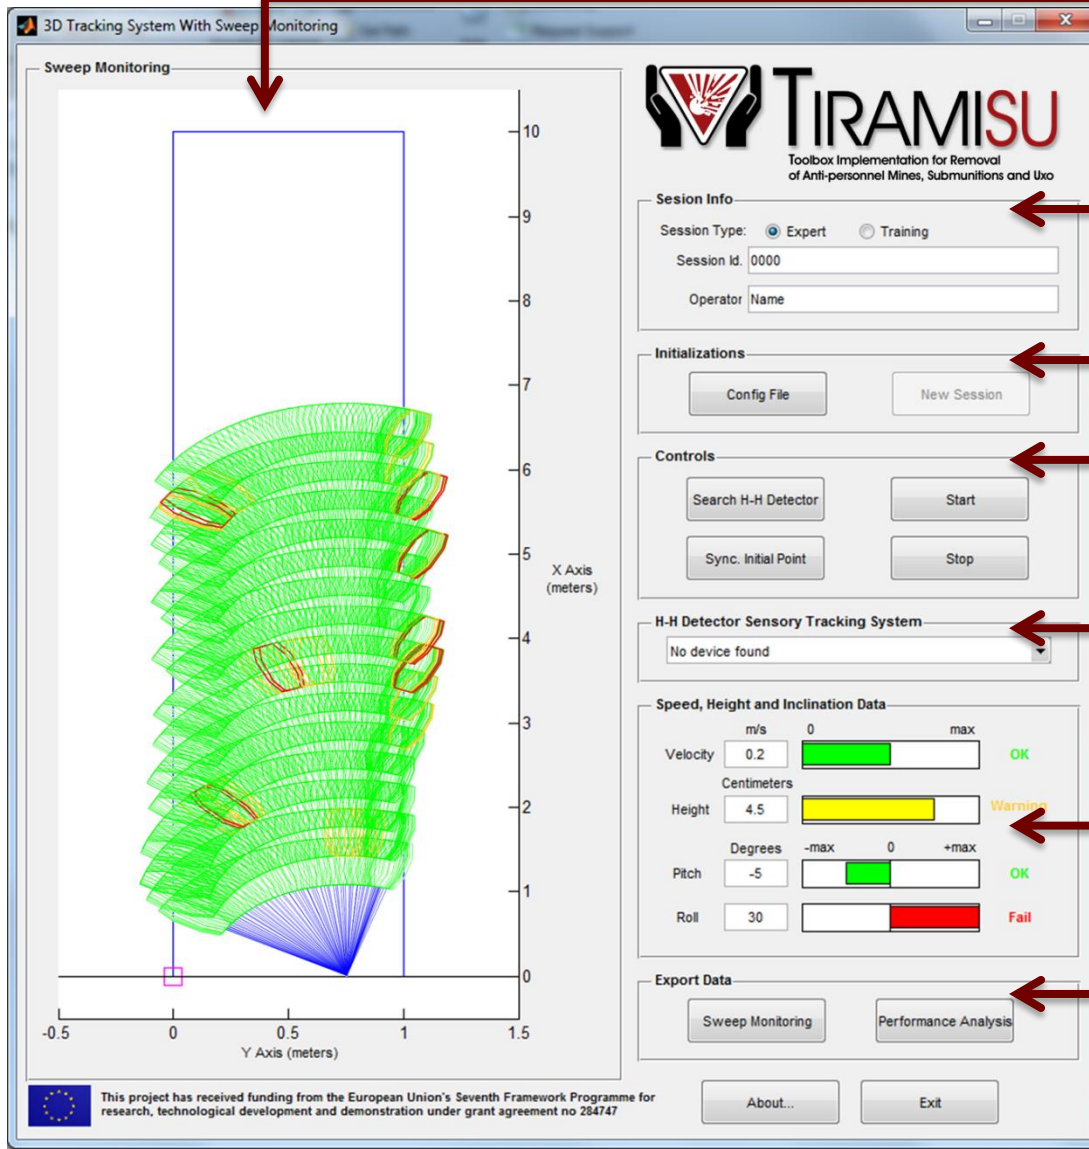 3D Tracking System With Sweep Monitoring
Sweep Monitoring
10
9
8
7
6
5
4
3
2
1
0
X Axis
(meters)
-0.5 0 0.5 1 1.5
Y Axis (meters)
TIRAMISU
Toolbox Implementation for Removal
of Anti-personnel Mines, Submunitions and Uxo
Sesion Info
Session Type: Expert Training
Session Id. 0000
Operator Name
Initializations
Config File New Session
Controls
Search H-H Detector Start
Sync. Initial Point Stop
H-H Detector Sensory Tracking System
No device found
Speed, Height and Inclination Data
m/s 0 max
Velocity 0.2 OK
Centimeters
Height 4.5 Warning
Degrees -max 0 +max
Pitch -5 OK
Roll 30 Fail
Export Data
Sweep Monitoring Performance Analysis
About... Exit
This project has received funding from the European Union's Seventh Framework Programme for
research, technological development and demonstration under grant agreement no 284747